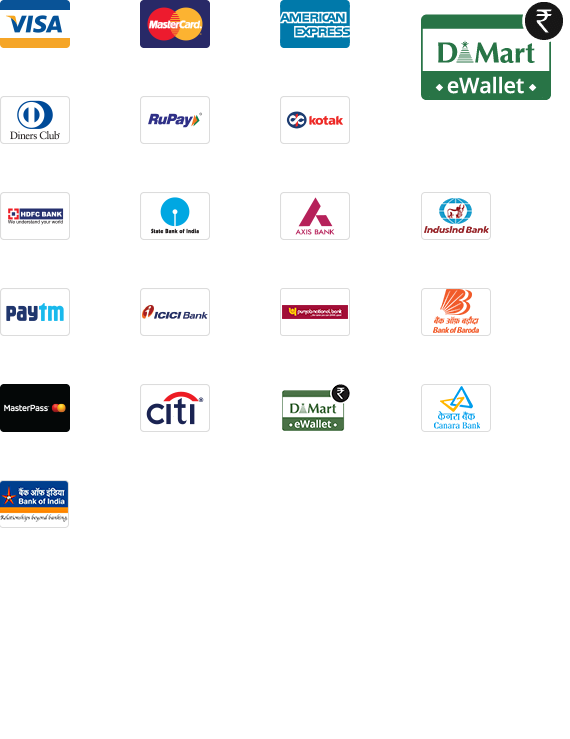 VISA
MasterCard
AMERICAN
EXPRESS
₹
D Mart
eWallet
Diners Club
RuPay
kotak
HDFC BANK
We understand your world
State Bank of India
AXIS BANK
IndusInd Bank
paytm
ICICI Bank
punjab national bank
बैंक ऑफ़ बड़ौदा
Bank of Baroda
MasterPass
citi®
₹
D Mart
eWallet
केनरा बैंक
Canara Bank
बैंक ऑफ इंडिया
Bank of India
Relationships beyond banking.